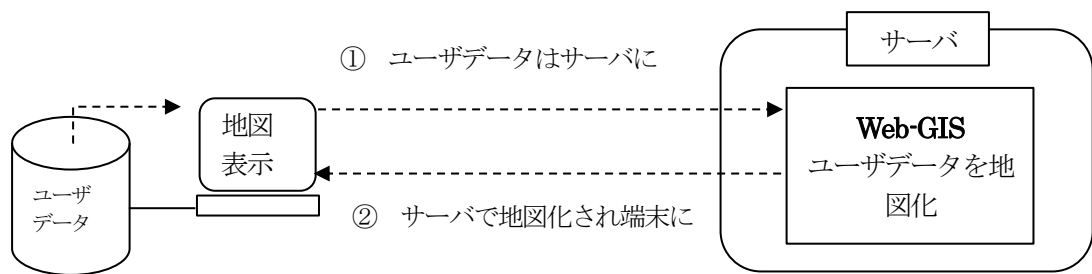 サーバ
① ユーザデータはサーバに
地図
表示
Web-GIS
ユーザデータを地
図化
ユーザ
データ
② サーバで地図化され端末に